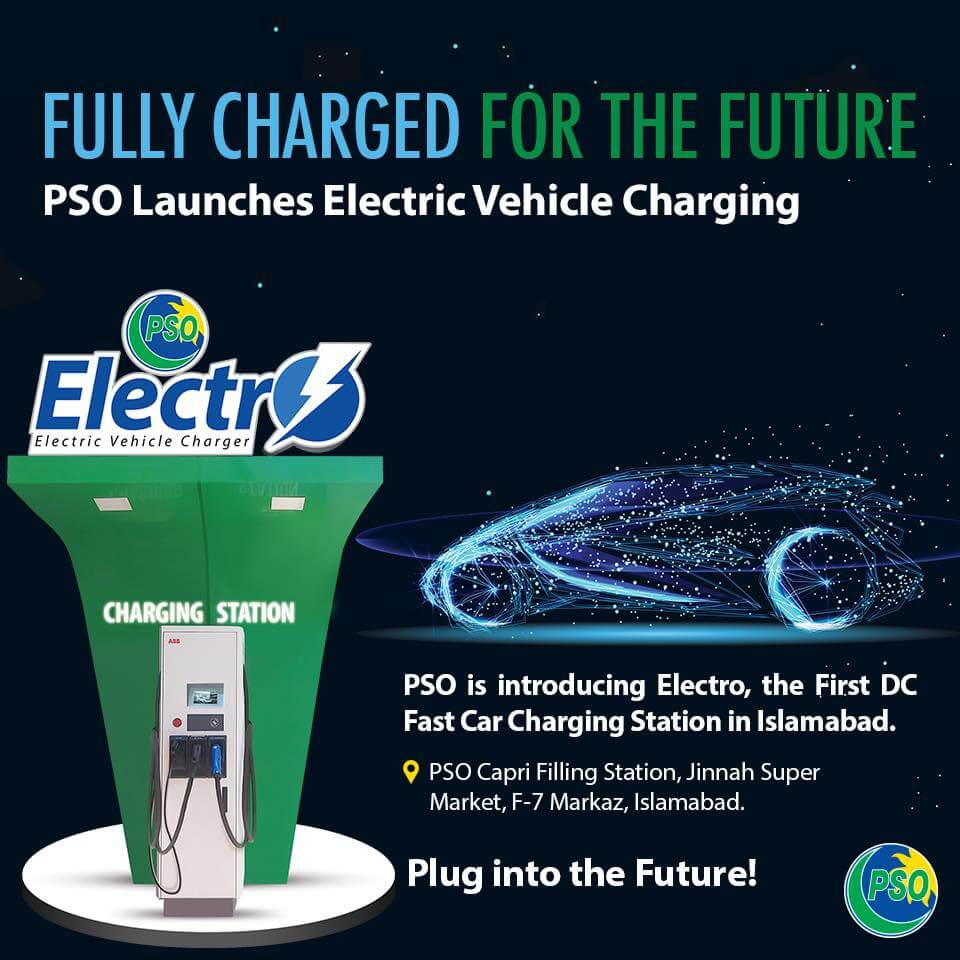 FULLY CHARGED FOR THE FUTURE
PSO Launches Electric Vehicle Charging
PSO
Electro
Electric Vehicle Charger
CHARGING STATION
ABB
PSO is introducing Electro, the First DC
Fast Car Charging Station in Islamabad.
PSO Capri Filling Station, Jinnah Super
Market, F-7 Markaz, Islamabad.
Plug into the Future!
PSO